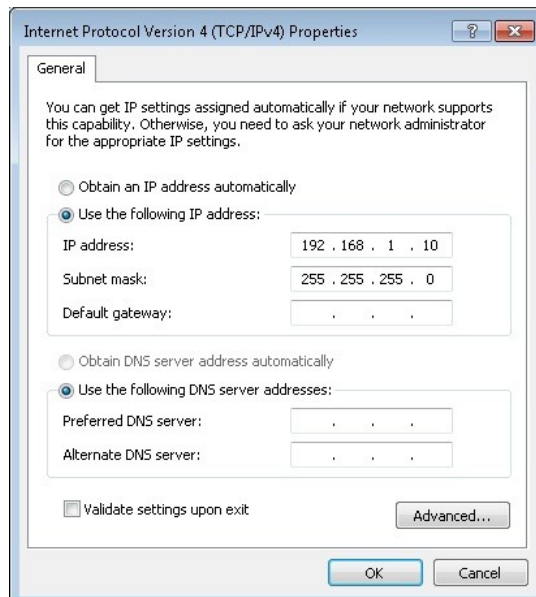 Internet Protocol Version 4 (TCP/IPv4) Properties
General
You can get IP settings assigned automatically if your network supports
this capability. Otherwise, you need to ask your network administrator
for the appropriate IP settings.
Obtain an IP address automatically
Use the following IP address:
IP address: 192 . 168 . 1 . 10
Subnet mask: 255 . 255 . 255 . 0
Default gateway: . . .
Obtain DNS server address automatically
Use the following DNS server addresses:
Preferred DNS server: . . .
Alternate DNS server: . . .
Validate settings upon exit
Advanced...
OK Cancel